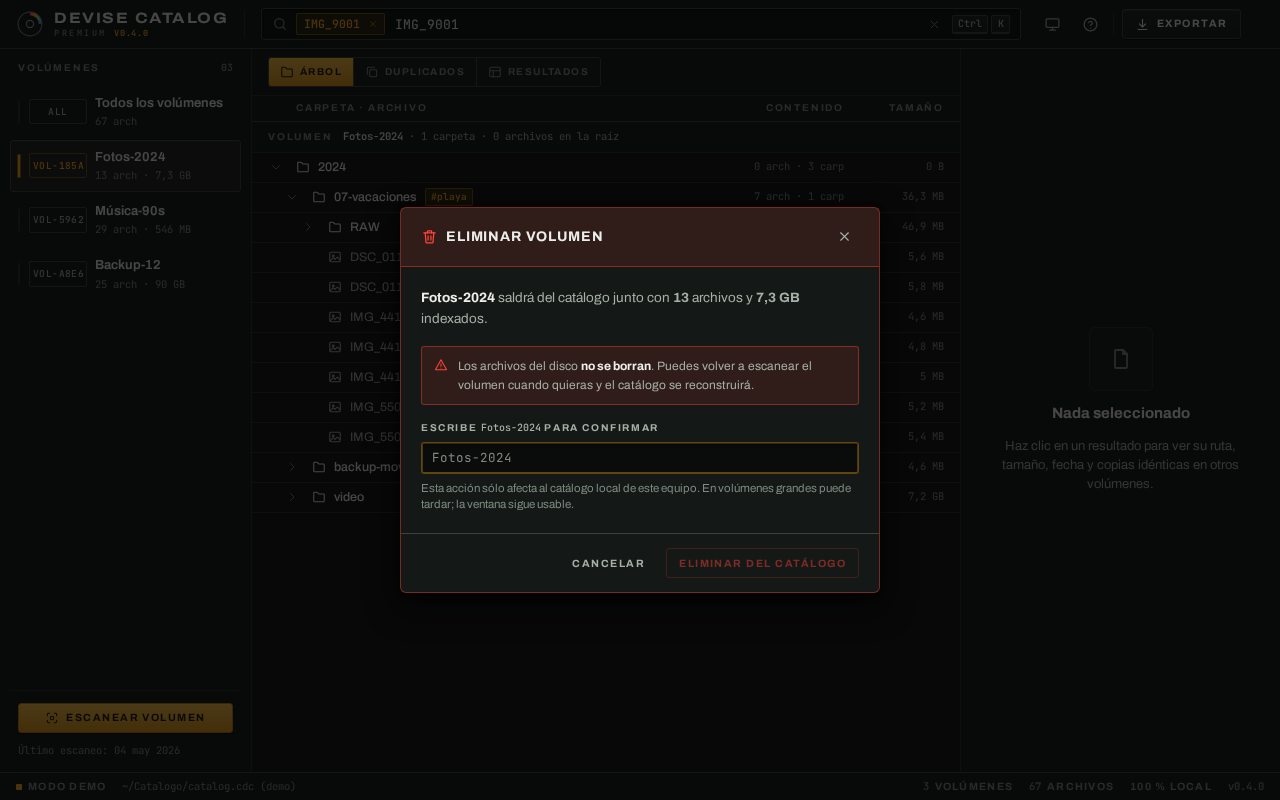 DEVISE CATALOG
PREMIUM V0.4.0
IMG_9001 × IMG_9001
Ctrl K
EXPORTAR
VOLÚMENES 03
ALL Todos los volúmenes
67 arch
VOL-185A Fotos-2024
13 arch · 7,3 GB
VOL-5962 Música-90s
29 arch · 546 MB
VOL-A8E6 Backup-12
25 arch · 90 GB
ESCANEAR VOLUMEN
Último escaneo: 04 may 2026
ÁRBOL DUPLICADOS RESULTADOS
CARPETA · ARCHIVO CONTENIDO TAMAÑO
VOLUMEN Fotos-2024 · 1 carpeta · 0 archivos en la raíz
2024 0 arch · 3 carp 0 B
07-vacaciones #playa 7 arch · 1 carp 36,3 MB
RAW 46,9 MB
DSC_011 5,6 MB
DSC_011 5,8 MB
IMG_441 4,6 MB
IMG_441 4,8 MB
IMG_441 5 MB
IMG_550 5,2 MB
IMG_550 5,4 MB
backup-mov 4,6 MB
video 7,2 GB
ELIMINAR VOLUMEN
Fotos-2024 saldrá del catálogo junto con 13 archivos y 7,3 GB
indexados.
Los archivos del disco no se borran. Puedes volver a escanear el
volumen cuando quieras y el catálogo se reconstruirá.
ESCRIBE Fotos-2024 PARA CONFIRMAR
Fotos-2024
Esta acción sólo afecta al catálogo local de este equipo. En volúmenes grandes puede
tardar; la ventana sigue usable.
CANCELAR ELIMINAR DEL CATÁLOGO
Nada seleccionado
Haz clic en un resultado para ver su ruta,
tamaño, fecha y copias idénticas en otros
volúmenes.
MODO DEMO ~/Catalogo/catalog.cdc (demo)
3 VOLÚMENES 67 ARCHIVOS 100 % LOCAL v0.4.0